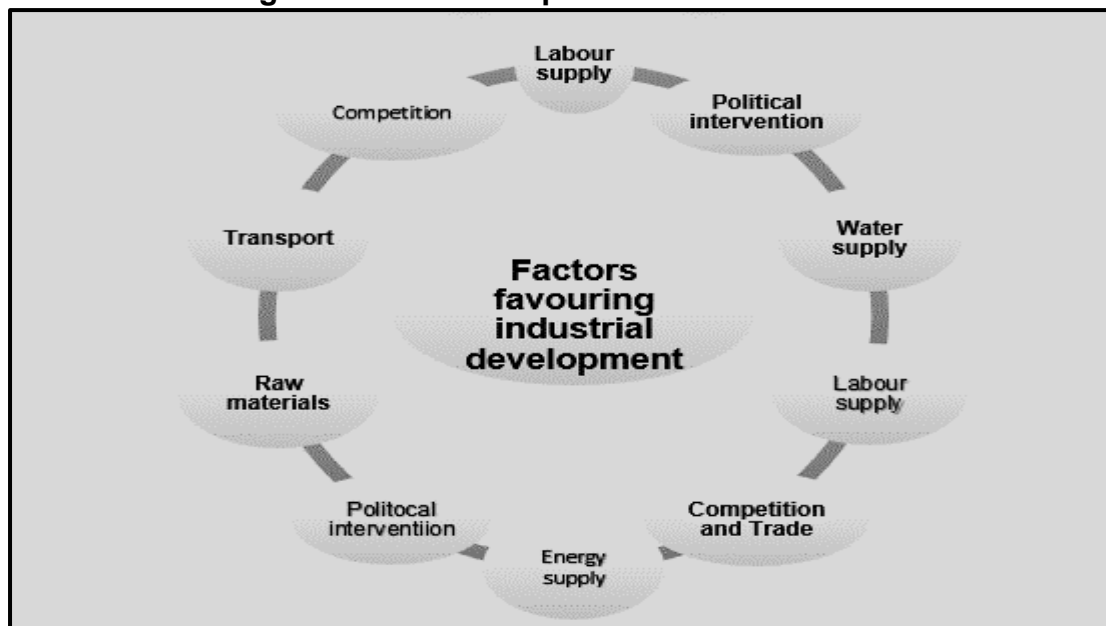 Labour
supply
Political
intervention
Water
supply
Labour
supply
Competition
and Trade
Energy
supply
Politocal
interventiion
Raw
materials
Transport
Competition
Factors
favouring
industrial
development